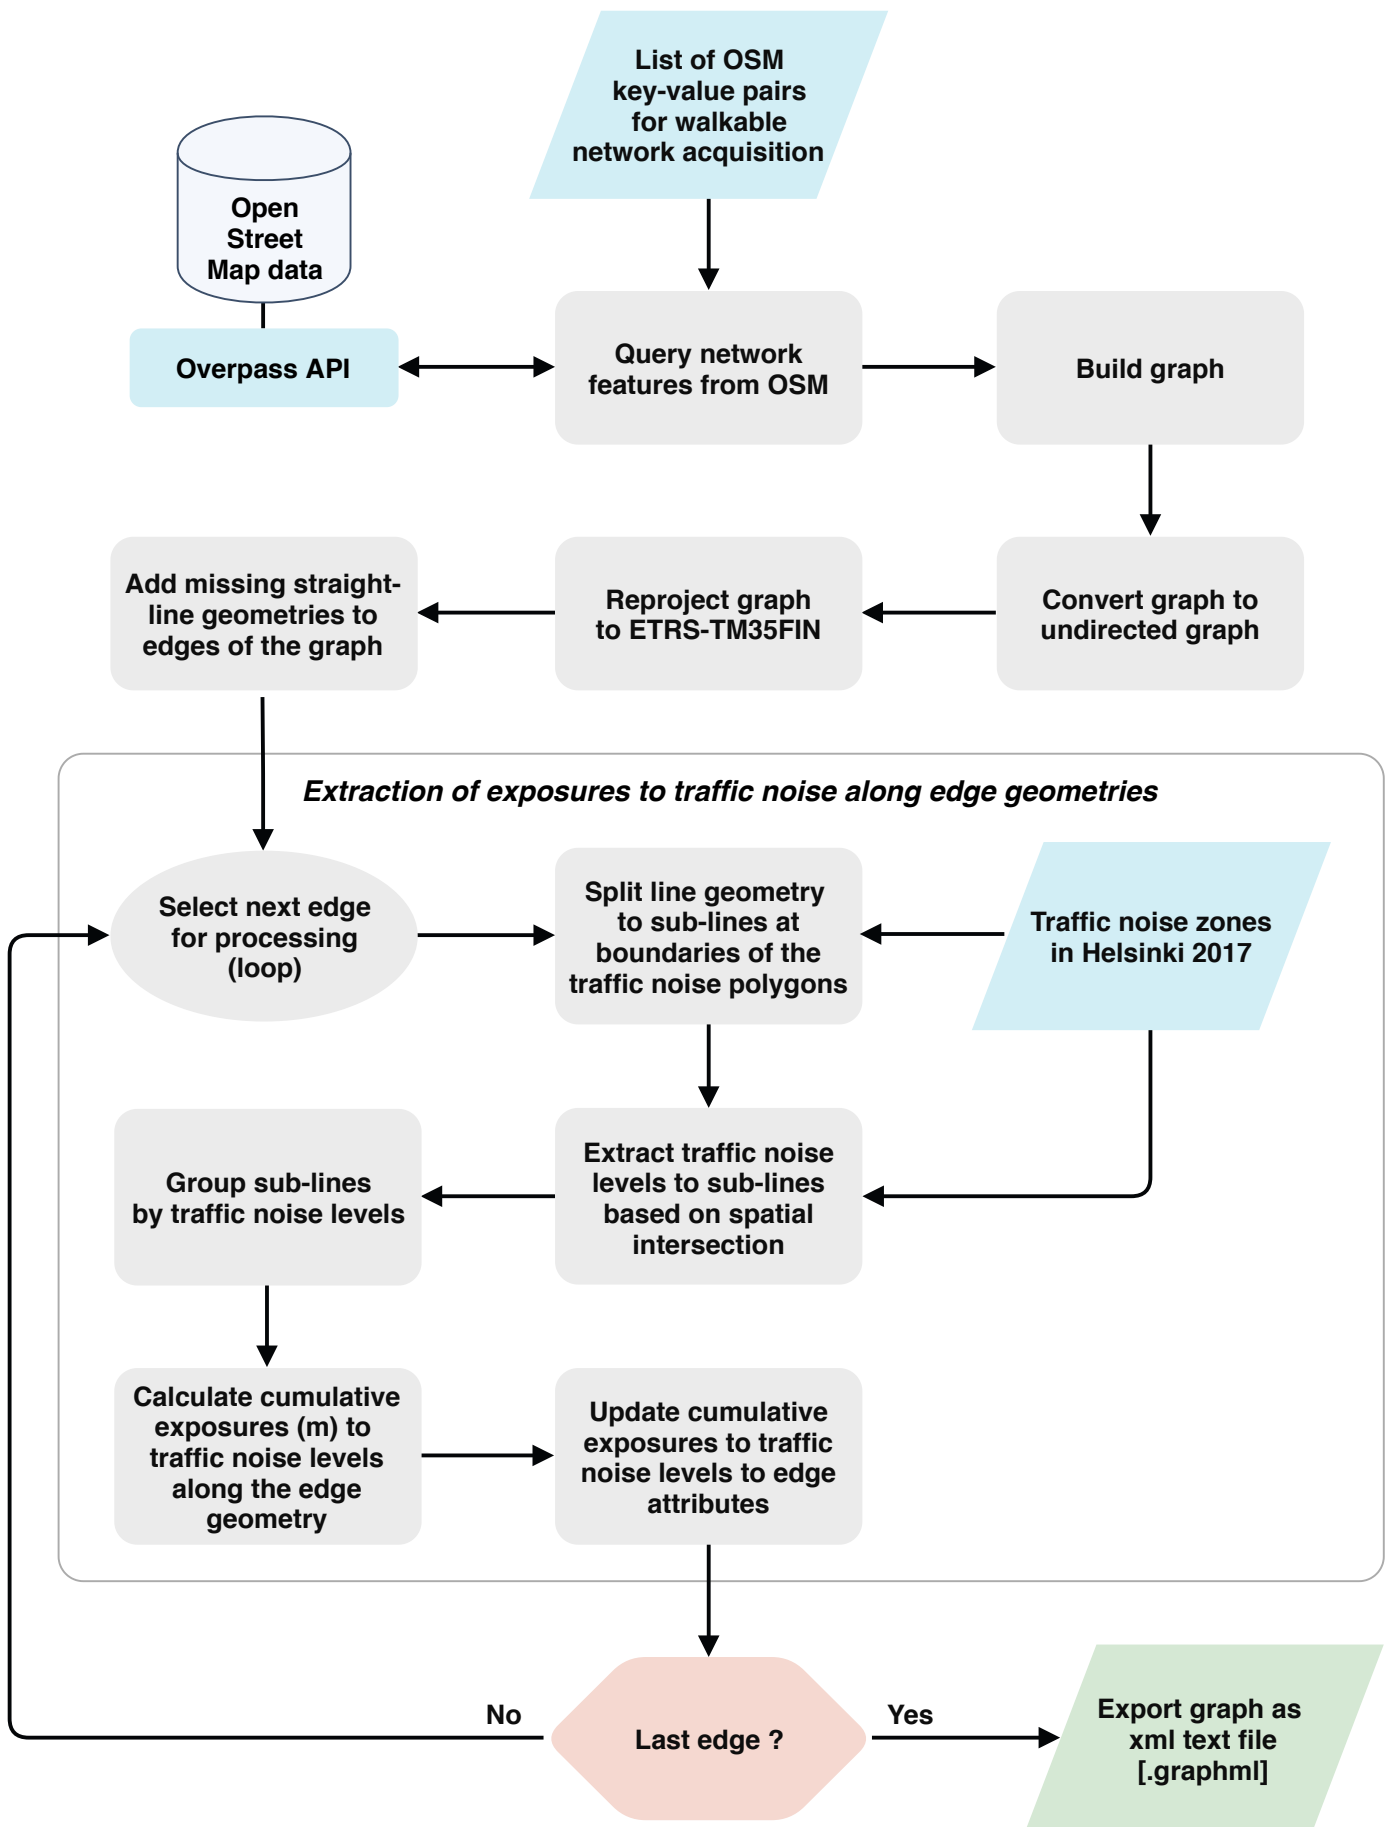 List of OSM
key-value pairs
for walkable
network acquisition
Open
Street
Map data
Overpass API
Query network
features from OSM
Build graph
Add missing straight-
line geometries to
edges of the graph
Reproject graph
to ETRS-TM35FIN
Convert graph to
undirected graph
Extraction of exposures to traffic noise along edge geometries
Select next edge
for processing
(loop)
Split line geometry
to sub-lines at
boundaries of the
traffic noise polygons
Traffic noise zones
in Helsinki 2017
Group sub-lines
by traffic noise levels
Extract traffic noise
levels to sub-lines
based on spatial
intersection
Calculate cumulative
exposures (m) to
traffic noise levels
along the edge
geometry
Update cumulative
exposures to traffic
noise levels to edge
attributes
No
Last edge ?
Yes
Export graph as
xml text file
[.graphml]